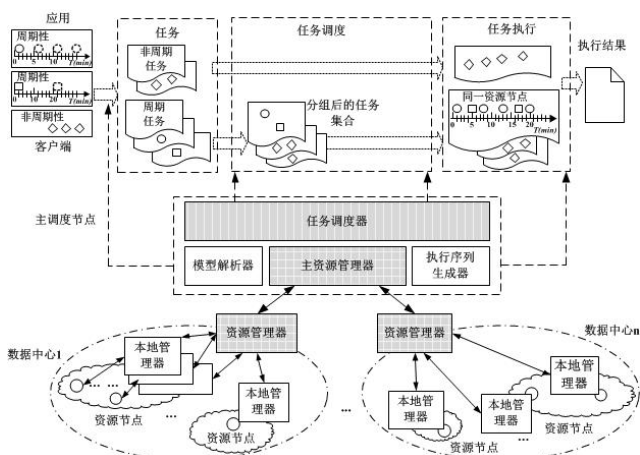 应用
周期性
0 5 10 15 20 T(min)
周期性
0 10 20 T(min)
非周期性
客户端
任务
非周期
任务
周期
任务
任务调度
分组后的任务
集合
任务执行
同一资源节点
0 5 10 15 20 T(min)
执行结果
主调度节点
任务调度器
模型解析器
主资源管理器
执行序列
生成器
资源管理器
资源管理器
数据中心1
本地管
理器
... ...
资源节点
...
本地管
理器
资源节点
...
数据中心n
本地管
理器
本地管
理器
本地管
理器
...
资源节点
资源节点